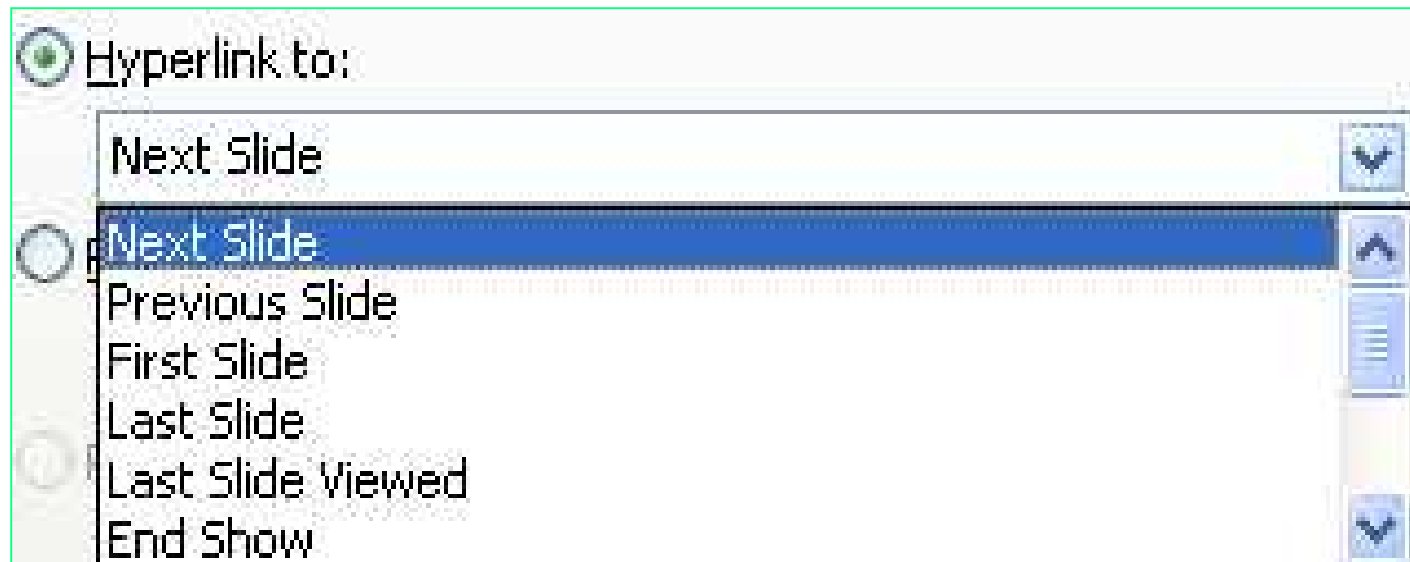 Hyperlink to:
Next Slide
Next Slide
Previous Slide
First Slide
Last Slide
Last Slide Viewed
End Show